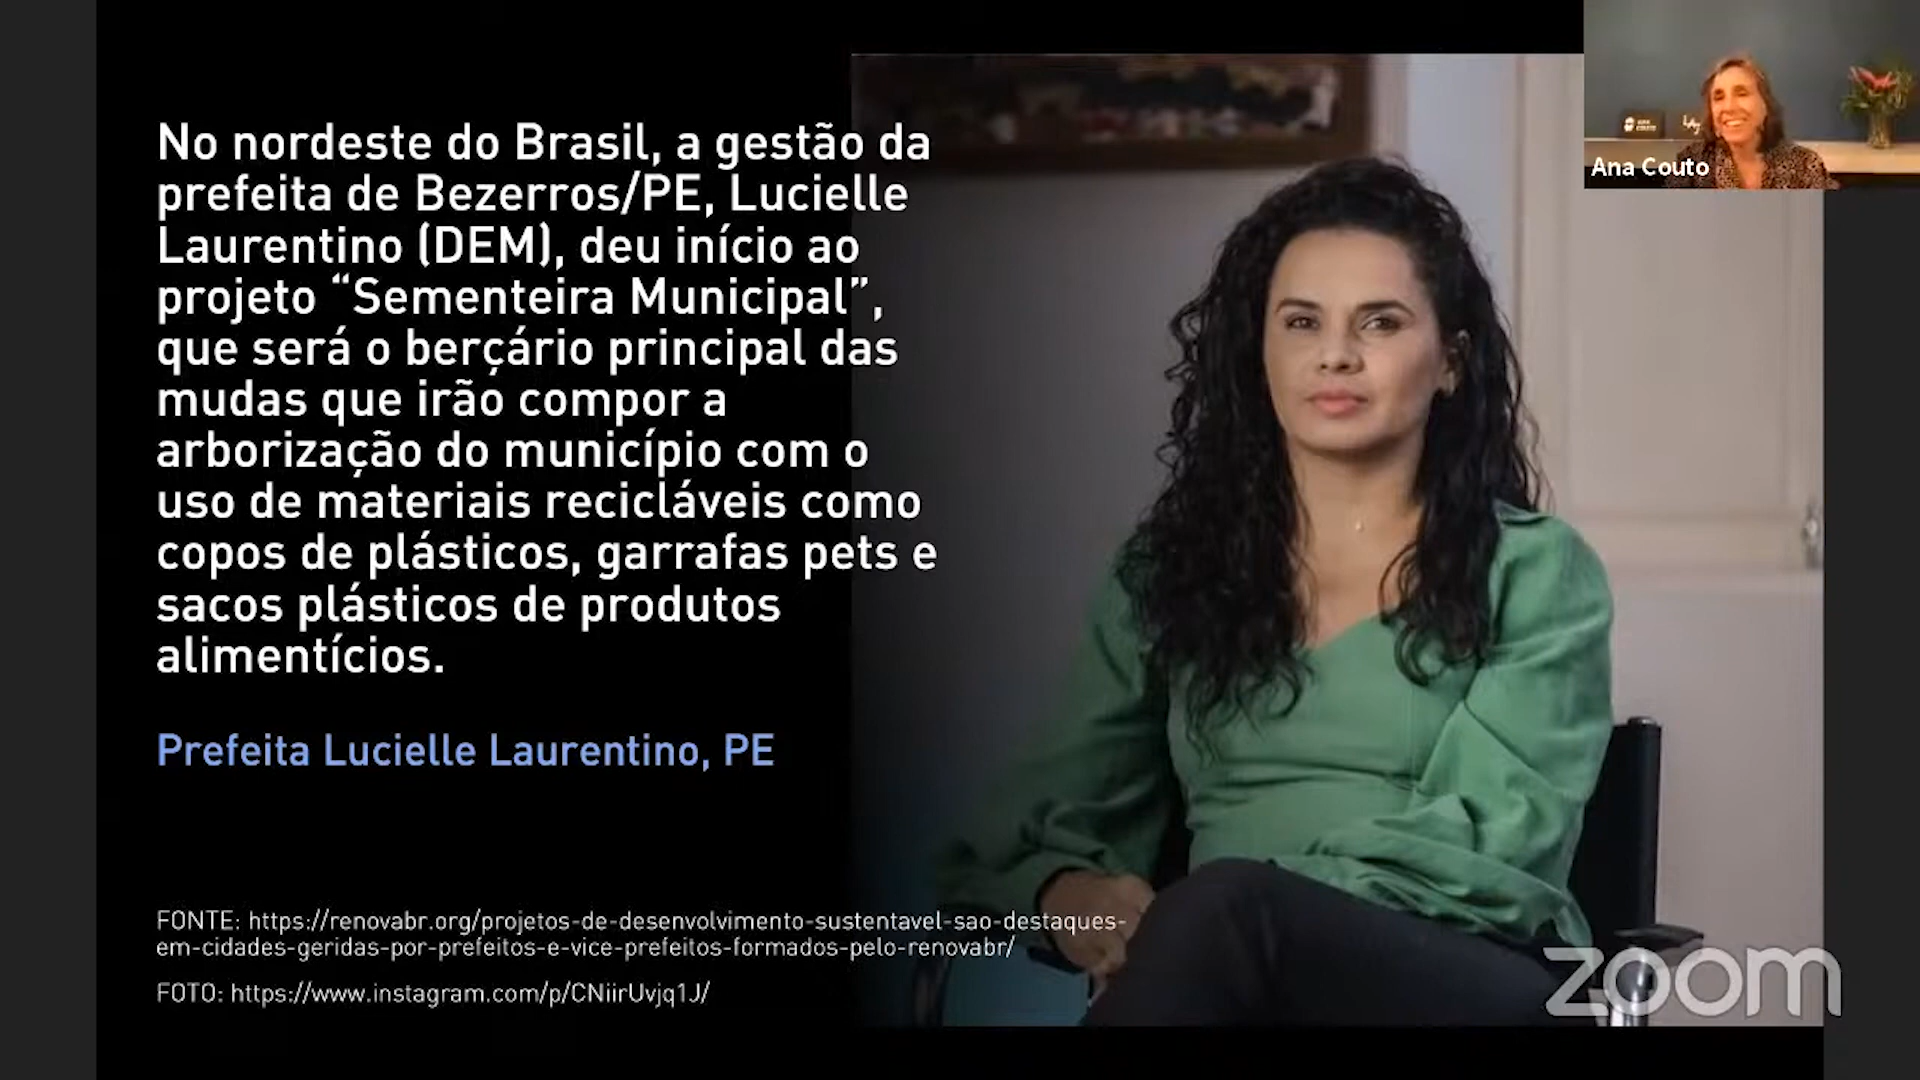 No nordeste do Brasil, a gestão da
prefeita de Bezerros/PE, Lucielle
Laurentino (DEM), deu início ao
projeto “Sementeira Municipal”,
que será o berçário principal das
mudas que irão compor a
arborização do município com o
uso de materiais recicláveis como
copos de plásticos, garrafas pets e
sacos plásticos de produtos
alimentícios.
Prefeita Lucielle Laurentino, PE
FONTE: https://renovabr.org/projetos-de-desenvolvimento-sustentavel-sao-destaques-
em-cidades-geridas-por-prefeitos-e-vice-prefeitos-formados-pelo-renovabr/
FOTO: https://www.instagram.com/p/CNiirUvjq1J/
Ana Couto
zoom